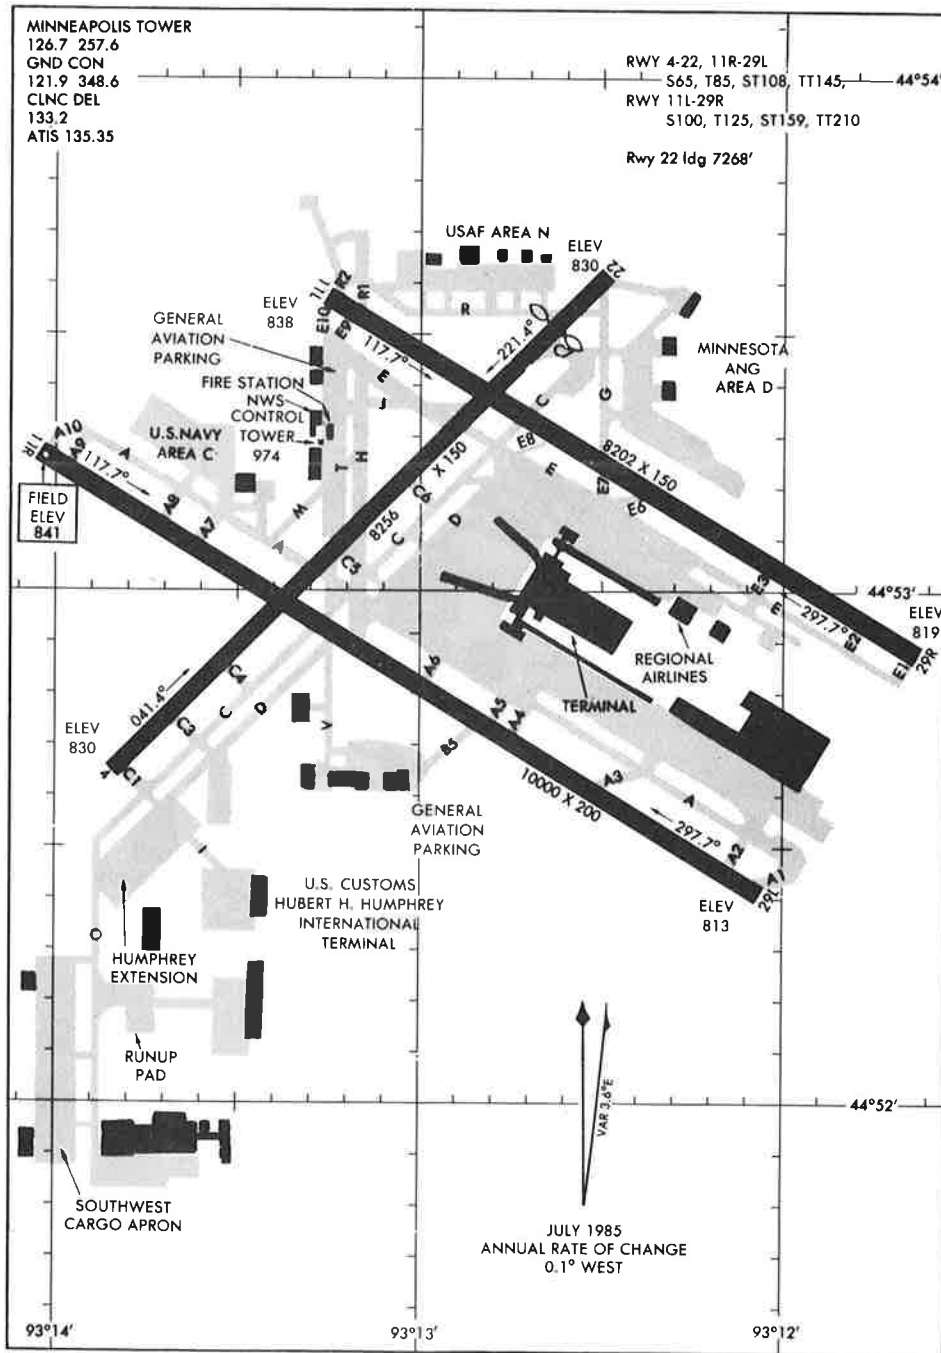 MINNEAPOLIS TOWER
126.7 257.6
GND CON
121.9 348.6
CLNC DEL
133.2
ATIS 135.35
RWY 4-22, 11R-29L
S65, T85, ST108, TT145,
RWY 11L-29R
S100, T125, ST159, TT210
Rwy 22 ldg 7268'
44°54'
USAF AREA N
ELEV
830
22
11L
R2
R1
E10
E9
R
ELEV
838
GENERAL
AVIATION
PARKING
117.7°
221.4°
C
E
J
C
G
MINNESOTA
ANG
AREA D
FIRE STATION
NWS
CONTROL
TOWER
974
U.S.NAVY
AREA C
11R
A10
A9
A
117.7°
A8
A7
M
T
H
A
FIELD
ELEV
841
8256 X 150
C6
C5
C
D
E8
E
E7
E6
8202 X 150
44°53'
E3
E
297.7°
E2
E1
29R
ELEV
819
REGIONAL
AIRLINES
TERMINAL
A6
A5
A4
B5
10000 X 200
A3
A
297.7°
A2
A1
29L
ELEV
813
041.4°
C4
C3
C
D
V
ELEV
830
4
C1
I
O
GENERAL
AVIATION
PARKING
U.S. CUSTOMS
HUBERT H. HUMPHREY
INTERNATIONAL
TERMINAL
HUMPHREY
EXTENSION
RUNUP
PAD
SOUTHWEST
CARGO APRON
VAR 3.6°E
44°52'
JULY 1985
ANNUAL RATE OF CHANGE
0.1° WEST
93°14'
93°13'
93°12'